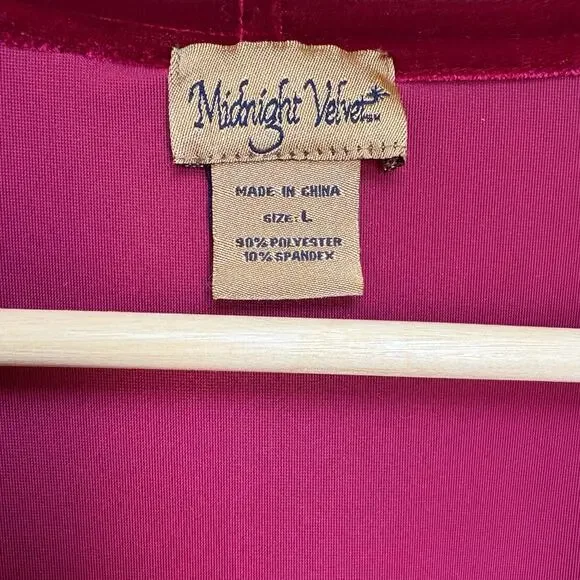 Midnight Velvet
MADE IN CHINA
SIZE: L
90% POLYESTER
10% SPANDEX